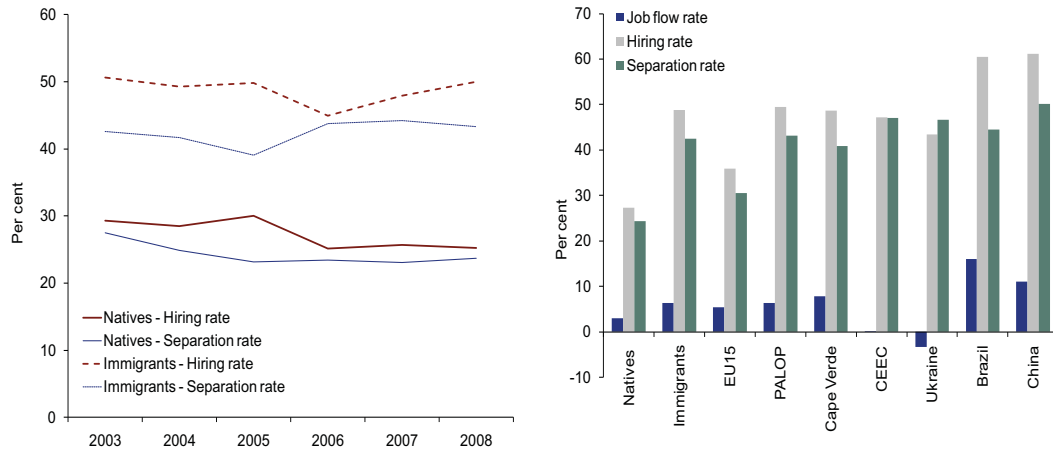 60
50
40
30
20
10
0
Per cent
Natives - Hiring rate
Natives - Separation rate
Immigrants - Hiring rate
Immigrants - Separation rate
2003 2004 2005 2006 2007 2008
70
60
50
40
30
20
10
0
-10
Per cent
Job flow rate
Hiring rate
Separation rate
Natives
Immigrants
EU15
PALOP
Cape Verde
CEEC
Ukraine
Brazil
China